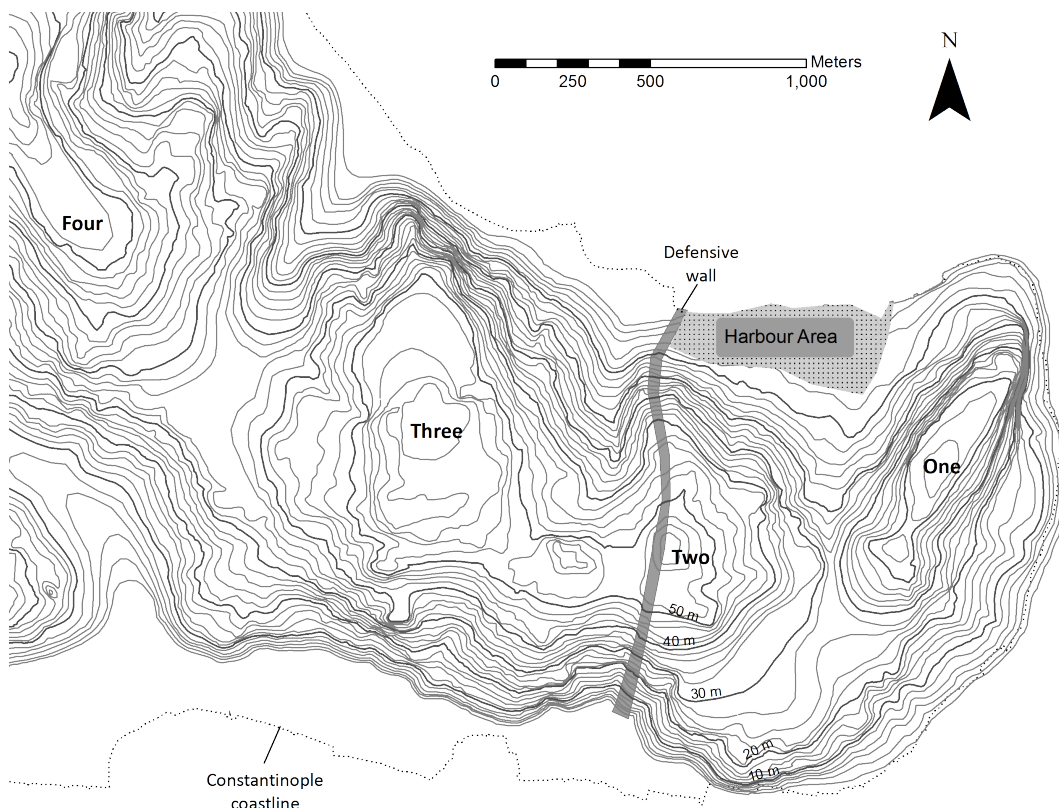 N
Meters
0 250 500 1,000
Four
Defensive
wall
Harbour Area
Three
One
Two
50 m
40 m
30 m
20 m
10 m
Constantinople
coastline